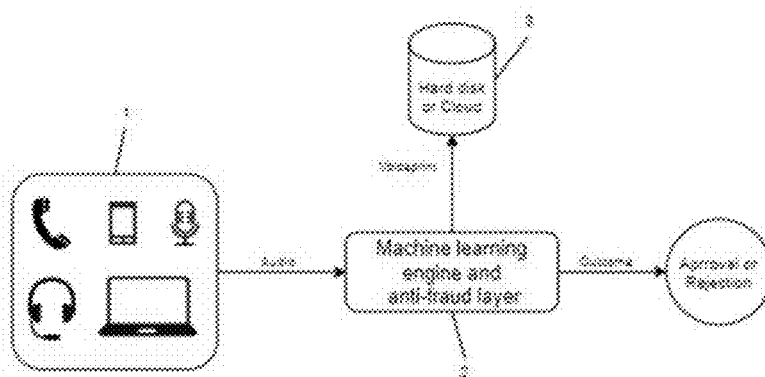 1
3
Hard disk
or Cloud
Voiceprint
Audio
Machine learning
engine and
anti-fraud layer
Outcome
Approval or
Rejection
2